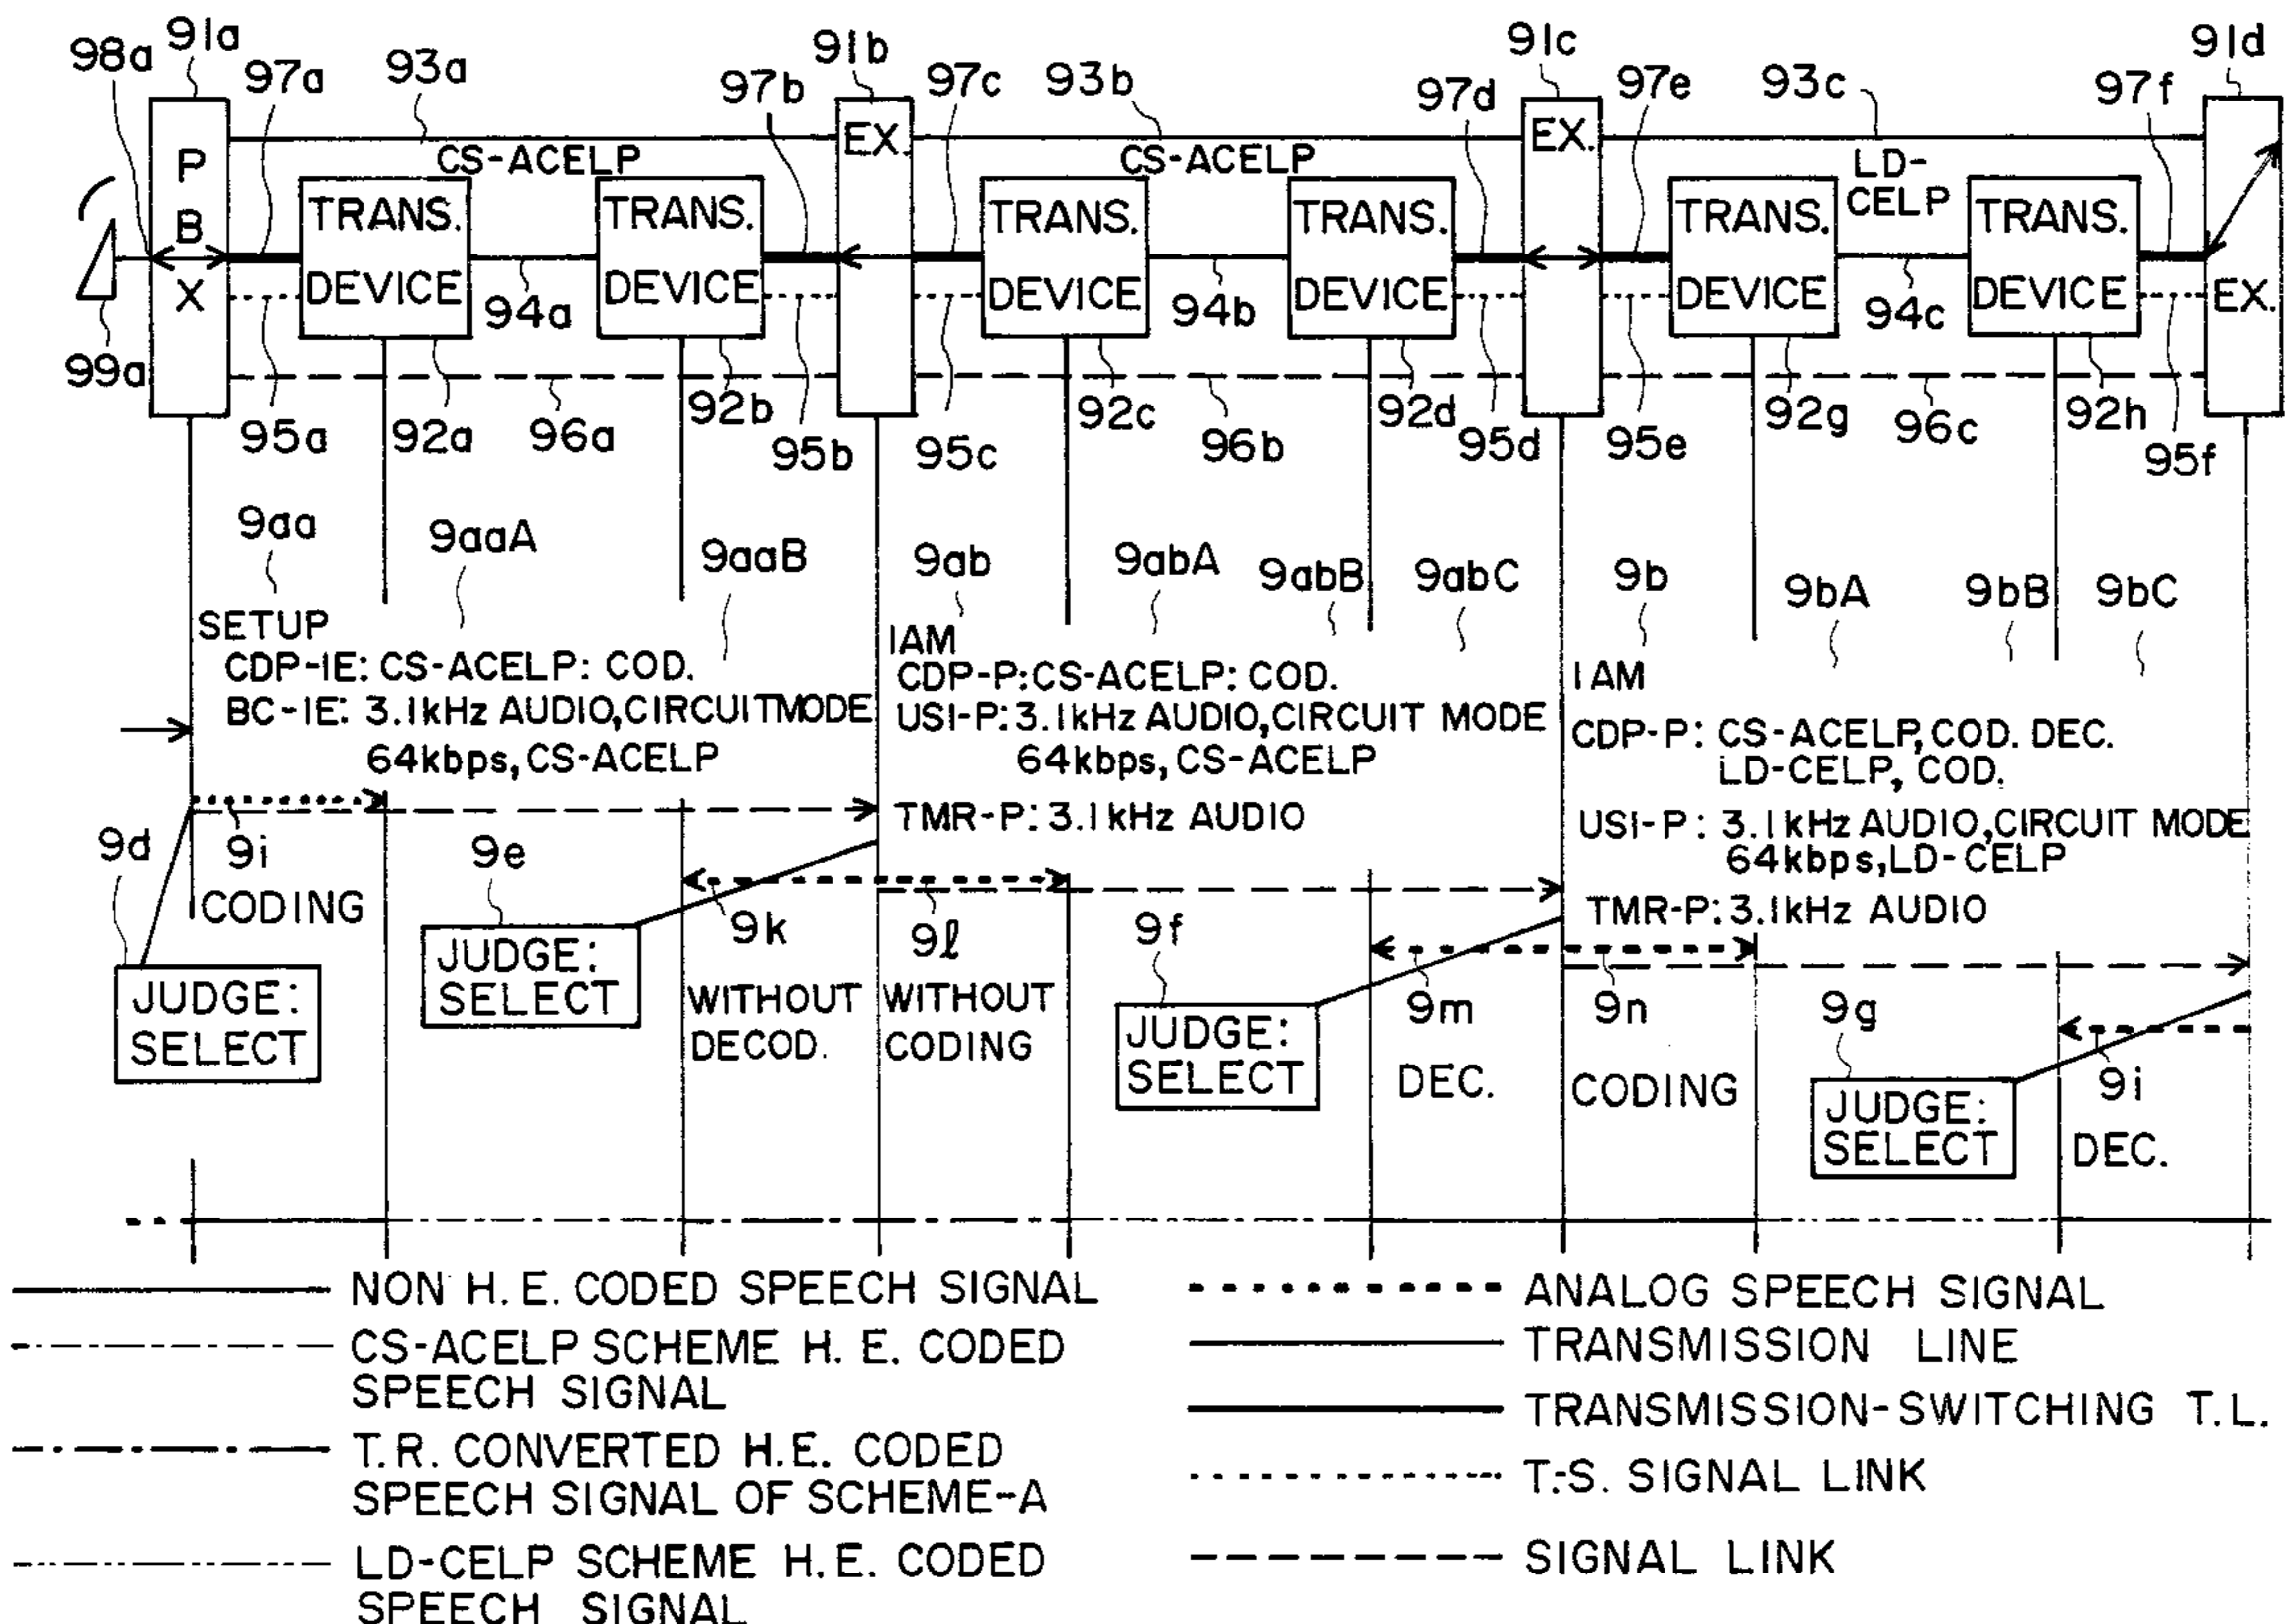 98a 91a 97a 93a 97b 91b 97c 93b 97d 91c 97e 93c 97f 91d
P B X
CS-ACELP
EX.
CS-ACELP
EX.
LD-
CELP
EX.
TRANS.
DEVICE
TRANS.
DEVICE
TRANS.
DEVICE
TRANS.
DEVICE
TRANS.
DEVICE
TRANS.
DEVICE
94a 94b 94c
99a 95a 92a 96a 92b 95b 95c 92c 96b 92d 95d 95e 92g 96c 92h 95f
9aa 9aaA 9aaB 9ab 9abA 9abB 9abC 9b 9bA 9bB 9bC
SETUP
CDP-IE: CS-ACELP: COD.
BC-IE: 3.1kHz AUDIO,CIRCUITMODE
64kbps, CS-ACELP
IAM
CDP-P:CS-ACELP: COD.
USI-P:3.1kHz AUDIO,CIRCUIT MODE
64kbps, CS-ACELP
TMR-P: 3.1kHz AUDIO
IAM
CDP-P: CS-ACELP,COD. DEC.
LD-CELP, COD.
USI-P: 3.1kHz AUDIO,CIRCUIT MODE
64kbps,LD-CELP
TMR-P:3.1kHz AUDIO
9d
9i
CODING
JUDGE:
SELECT
9e
JUDGE:
SELECT
9k
WITHOUT
DECOD.
9ℓ
WITHOUT
CODING
9f
JUDGE:
SELECT
9m
DEC.
9n
CODING
9g
JUDGE:
SELECT
9i
DEC.
NON H.E. CODED SPEECH SIGNAL
CS-ACELP SCHEME H. E. CODED
SPEECH SIGNAL
T.R. CONVERTED H.E. CODED
SPEECH SIGNAL OF SCHEME-A
LD-CELP SCHEME H.E. CODED
SPEECH SIGNAL
ANALOG SPEECH SIGNAL
TRANSMISSION LINE
TRANSMISSION-SWITCHING T.L.
T.-S. SIGNAL LINK
SIGNAL LINK